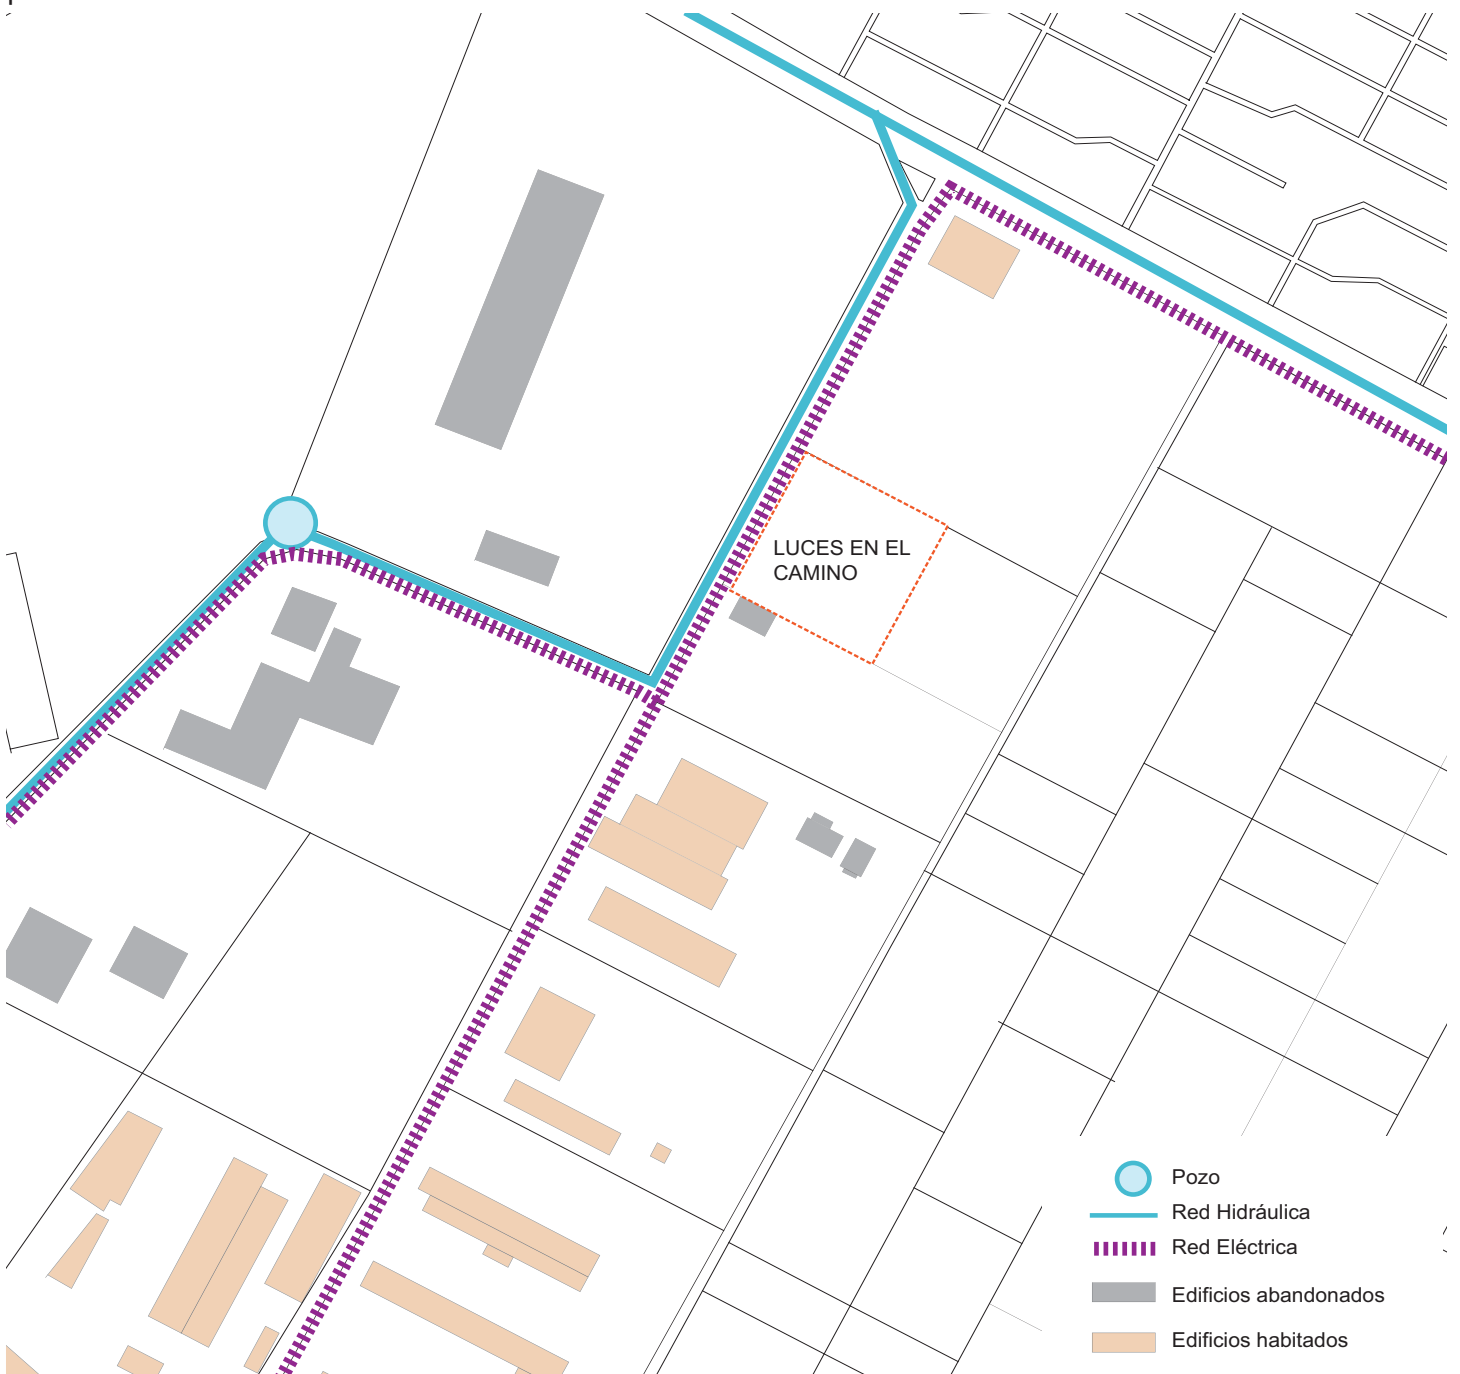 LUCES EN EL
CAMINO
Pozo
Red Hidráulica
Red Eléctrica
Edificios abandonados
Edificios habitados